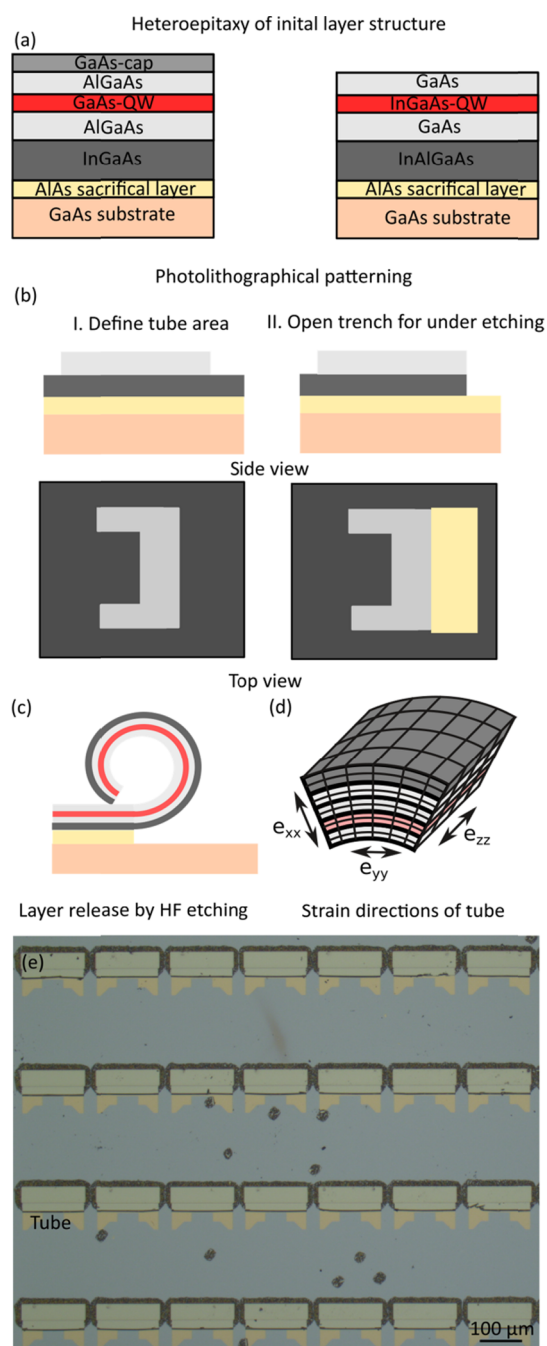 Heteroepitaxy of inital layer structure
(a)
GaAs-cap
AlGaAs
GaAs-QW
AlGaAs
InGaAs
AlAs sacrifical layer
GaAs substrate
GaAs
InGaAs-QW
GaAs
InAlGaAs
AlAs sacrifical layer
GaAs substrate
Photolithographical patterning
(b)
I. Define tube area
II. Open trench for under etching
Side view
Top view
(c)
(d)
exx
eyy
ezz
Layer release by HF etching
Strain directions of tube
(e)
Tube
100 µm